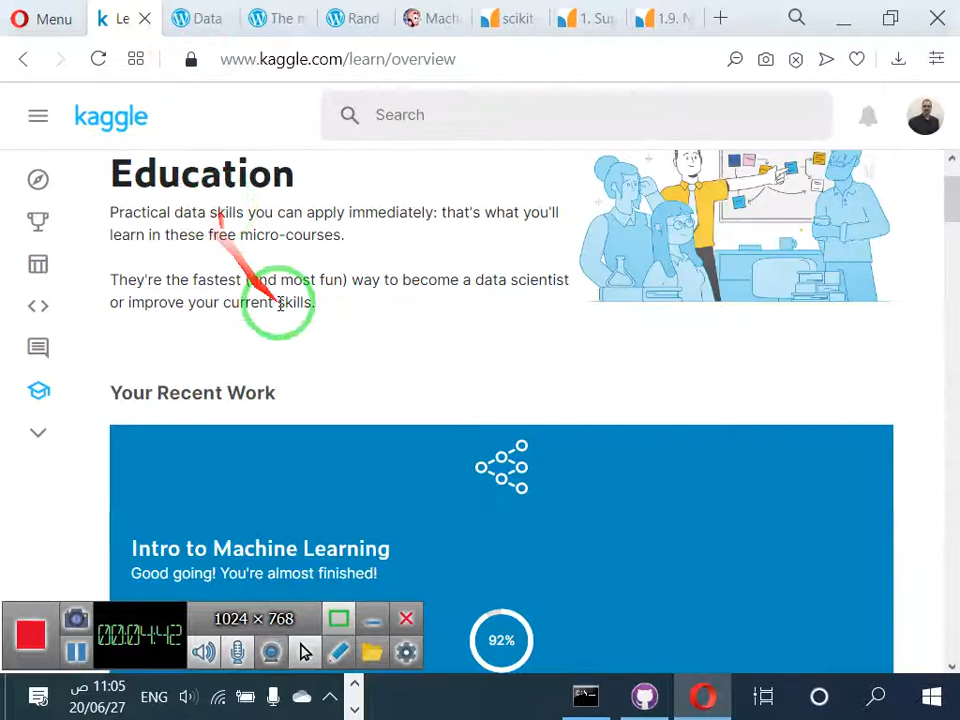 Menu
Le
Data
The m
Rand
Mach
scikit
1. Su
1.9. N
www.kaggle.com/learn/overview
kaggle
Search
Education
Practical data skills you can apply immediately: that's what you'll
learn in these free micro-courses.
They're the fastest (and most fun) way to become a data scientist
or improve your current skills.
Your Recent Work
Intro to Machine Learning
Good going! You're almost finished!
92%
1024 × 768
00:04:42
11:05 ص
20/06/27
ENG